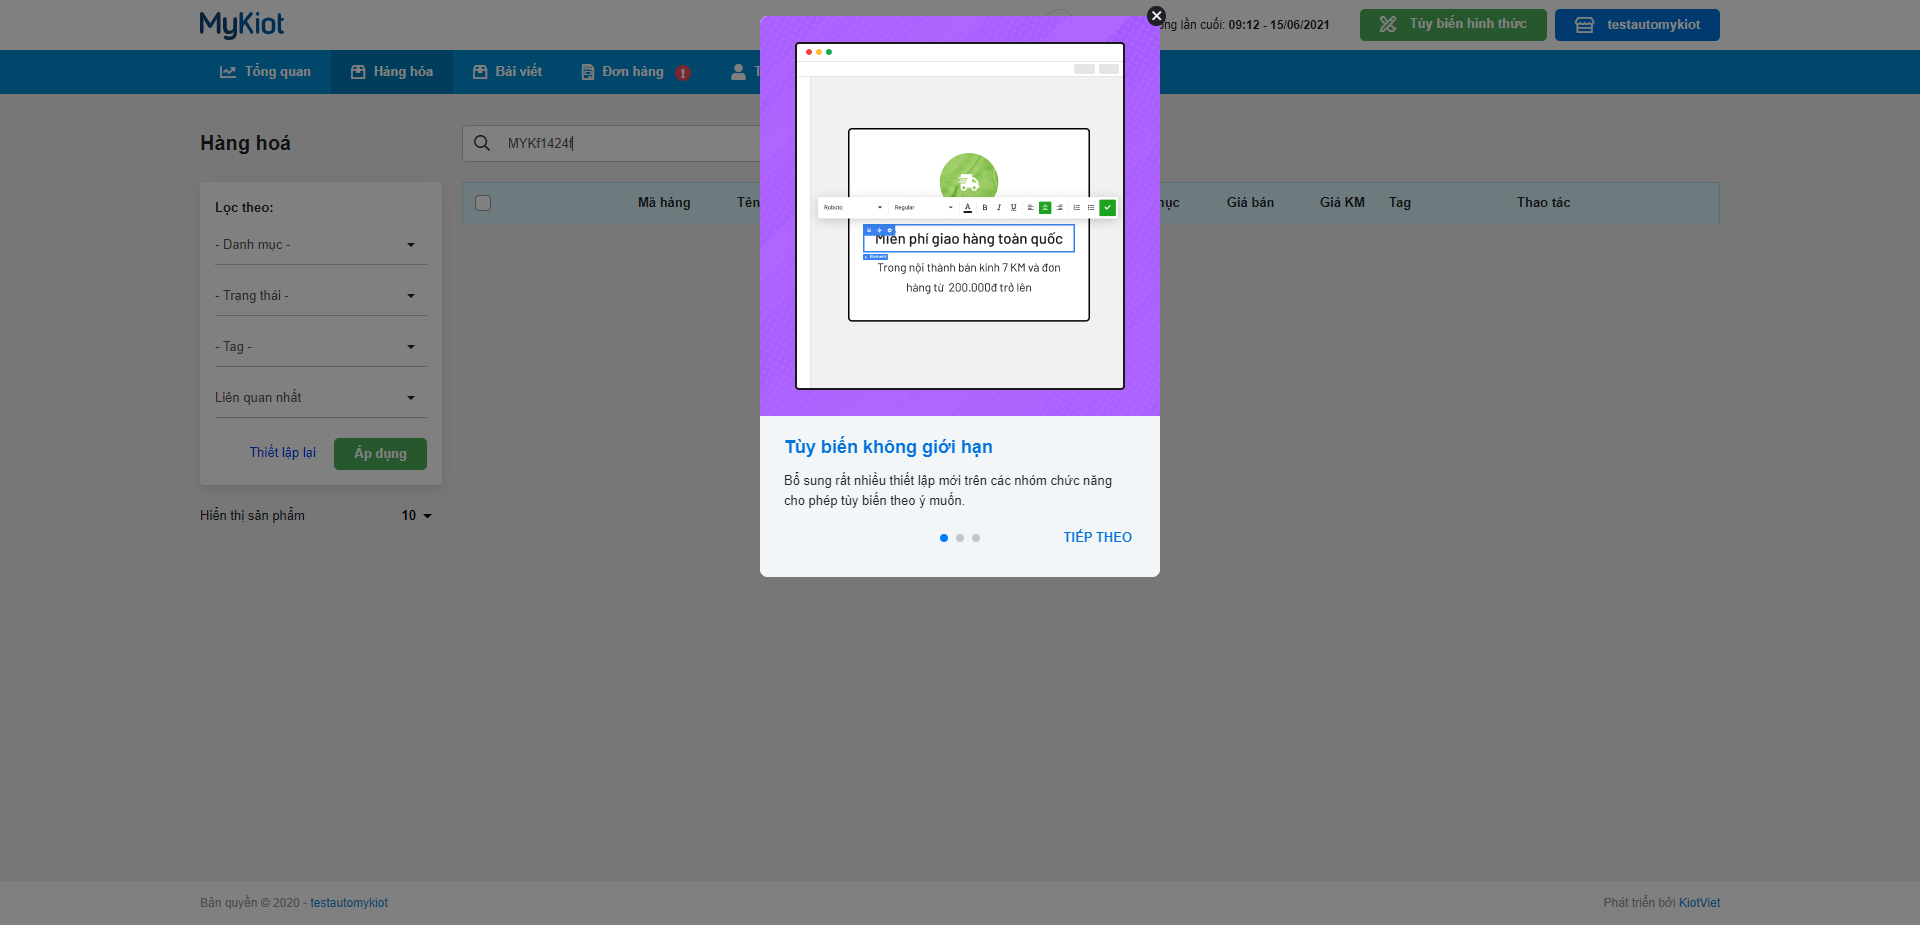 MyKiot
ng lần cuối: 09:12 - 15/06/2021
Tùy biến hình thức
testautomykiot
Tổng quan
Hàng hóa
Bài viết
Đơn hàng
Hàng hoá
MYKf1424f
Lọc theo:
- Danh mục -
- Trạng thái -
- Tag -
Liên quan nhất
Thiết lập lại
Áp dụng
Hiển thị sản phẩm
10
Mã hàng
Tên
Giá bán
Giá KM
Tag
Thao tác
Roboto
Regular
A
B
I
U
Miễn phí giao hàng toàn quốc
Element
Trong nội thành bán kính 7 KM và đơn
hàng từ 200.000đ trở lên
Tùy biến không giới hạn
Bổ sung rất nhiều thiết lập mới trên các nhóm chức năng
cho phép tùy biến theo ý muốn.
TIẾP THEO
Bản quyền © 2020 - testautomykiot
Phát triển bởi KiotViet